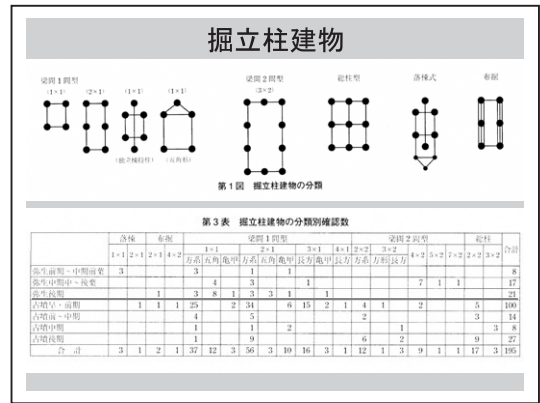 掘立柱建物
梁間1間型 梁間2間型 総柱型 落棟式 布掘
(1×1) (2×1) (1×1) (1×1) (3×2)
(独立棟持柱) (五角形)
第1図 掘立柱建物の分類
第3表 掘立柱建物の分類別確認数
落棟 布掘 梁間1間型 梁間2間型 総柱 合計
1×1 2×1 2×1 4×2 1×1 2×1 3×1 4×1 2×2 3×2 4×2 5×2 7×2 2×2 3×2
方系 五角 亀甲 方系 五角 亀甲 長方 亀甲 長方 方系 方形 長方
弥生前期~中期前葉 3 3 1 1 8
弥生中期中~後葉 4 3 1 7 1 1 17
弥生後期 3 3 8 1 3 3 1 1 21
古墳早・前期 1 1 1 25 2 34 6 15 2 1 4 1 2 5 100
古墳前~中期 4 5 2 3 14
古墳中期 1 1 2 1 3 8
古墳後期 1 9 6 2 9 27
合計 3 1 2 1 37 12 3 56 3 10 16 3 1 12 1 3 9 1 1 17 3 195